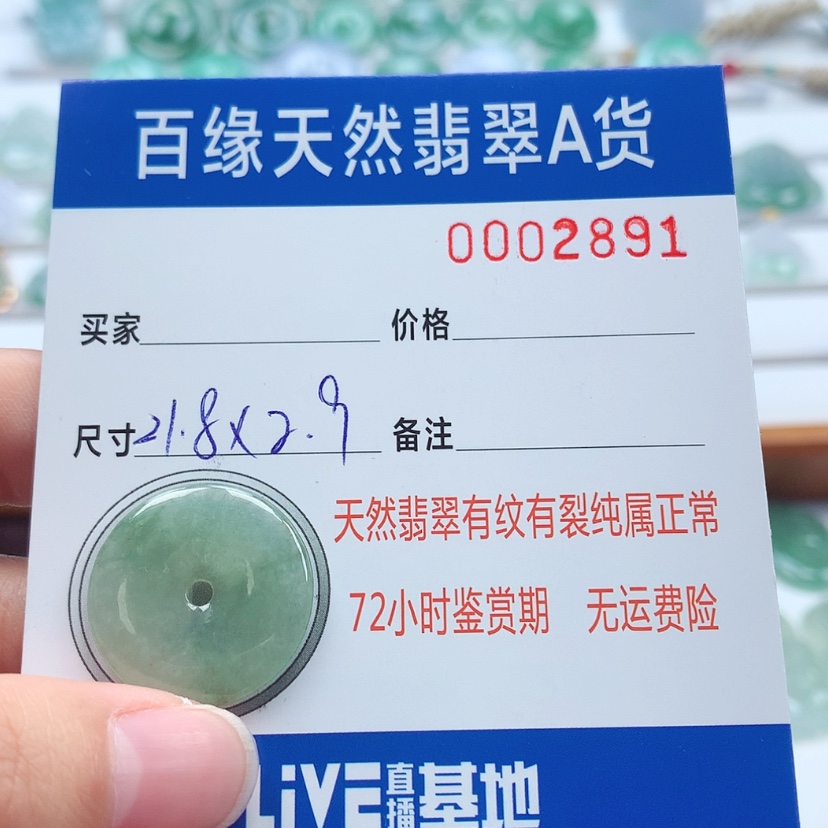 百缘天然翡翠A货
0002891
买家 价格
尺寸 21.8x2.9 备注
天然翡翠有纹有裂纯属正常
72小时鉴赏期 无运费险
LiVE直播基地